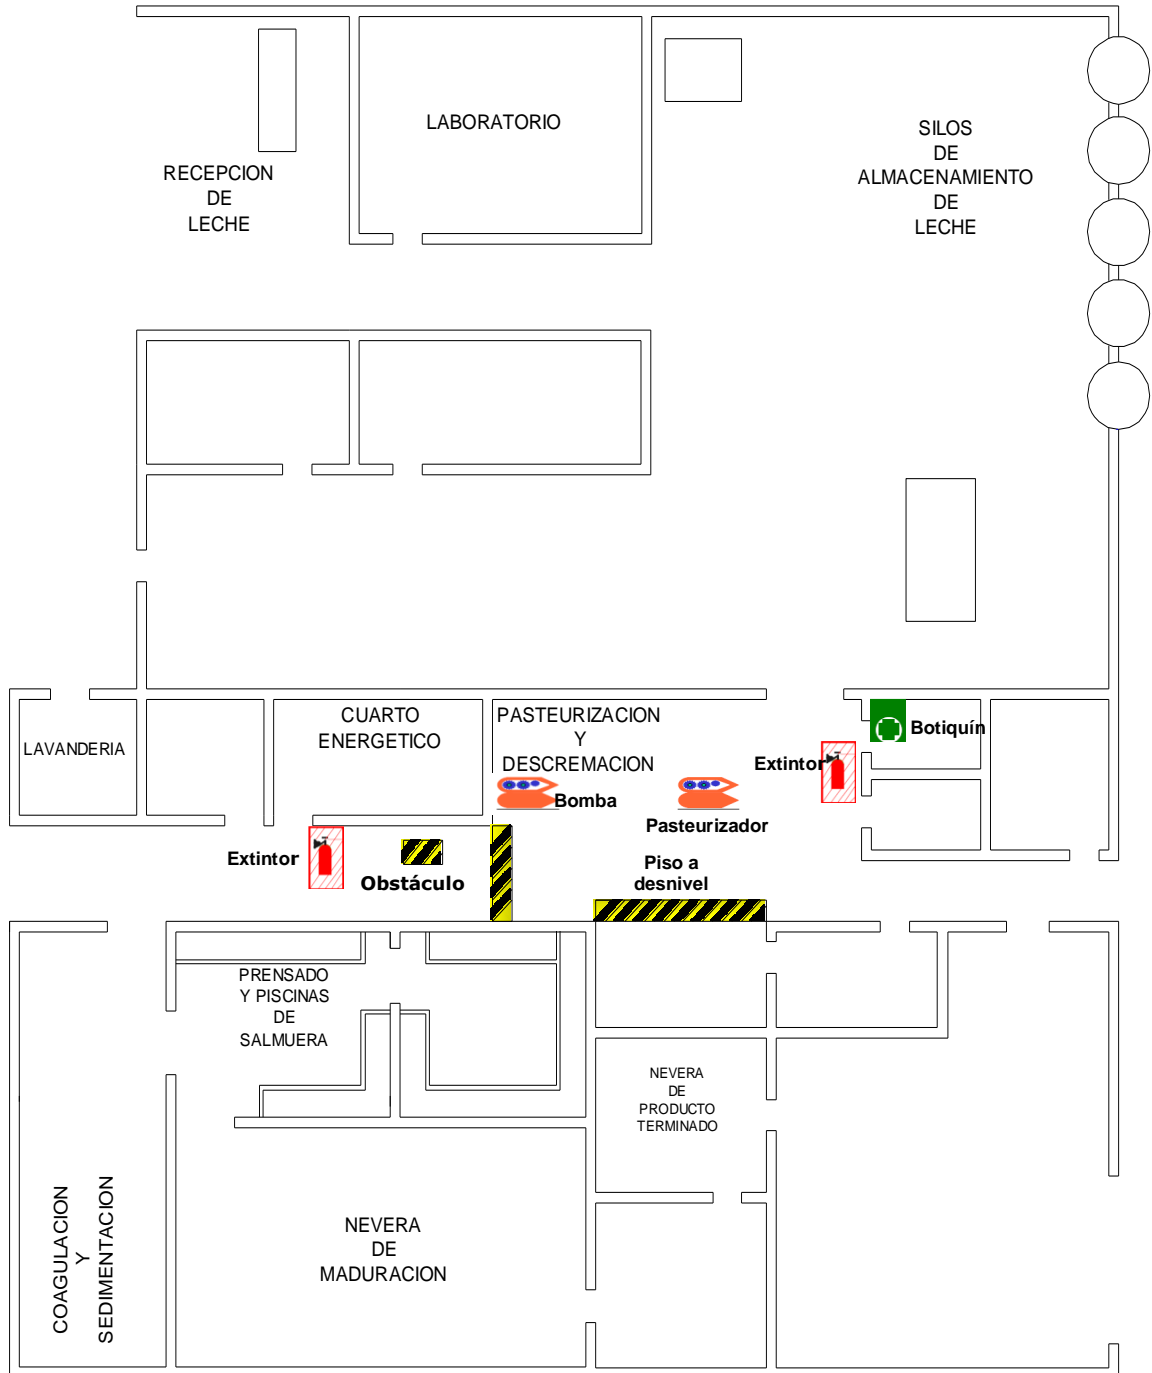 LABORATORIO
SILOS
DE
ALMACENAMIENTO
DE
LECHE
RECEPCION
DE
LECHE
LAVANDERIA
CUARTO
ENERGETICO
PASTEURIZACION
Y
DESCREMACION
Botiquín
Extintor
Bomba
Pasteurizador
Extintor
Obstáculo
Piso a
desnivel
PRENSADO
Y PISCINAS
DE
SALMUERA
NEVERA
DE
PRODUCTO
TERMINADO
COAGULACION
Y
SEDIMENTACION
NEVERA
DE
MADURACION